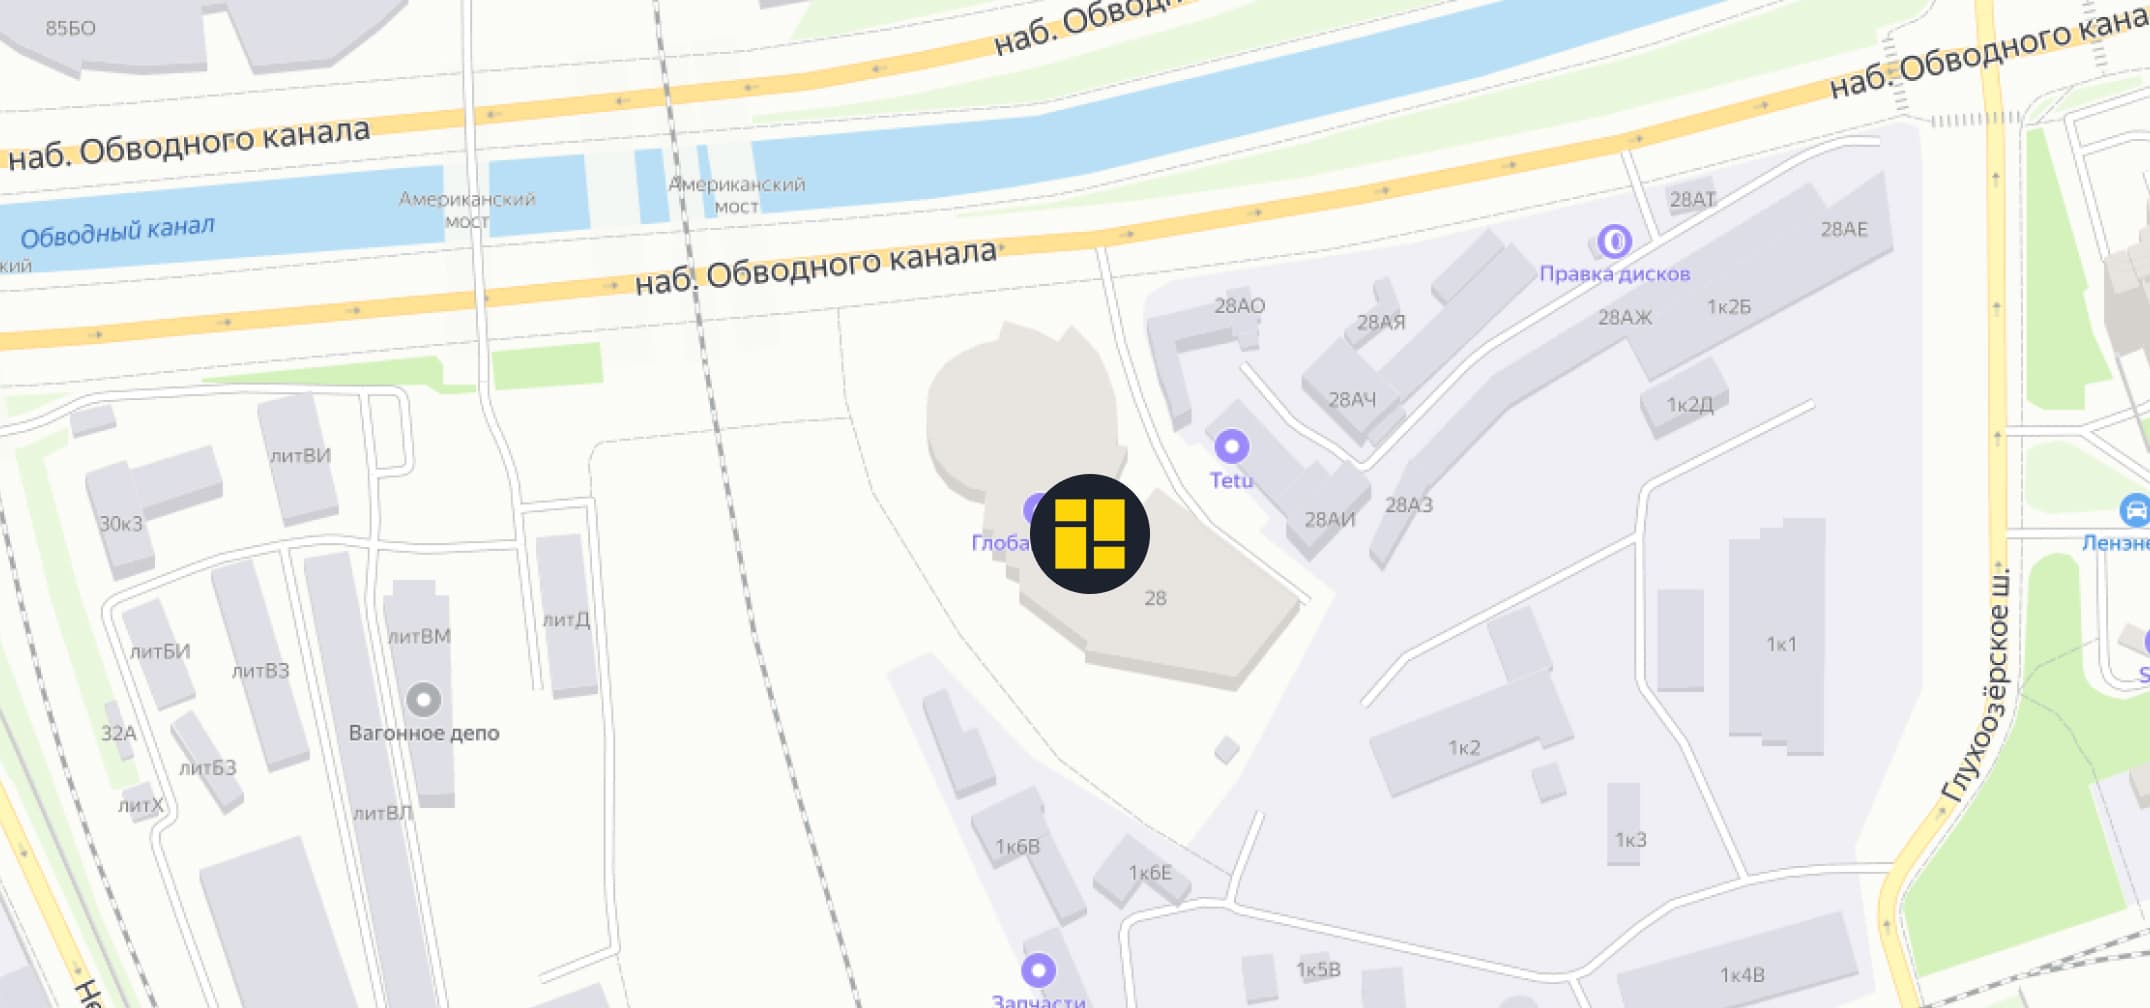 85БО
наб. Обводного
наб. Обводного кана
наб. Обводного канала
Американский
мост
Американский
мост
Обводный канал
кий
наб. Обводного канала
28АТ
28АЕ
Правка дисков
28АО
28АЯ
28АЖ
1к2Б
28АЧ
1к2Д
литВИ
Tetu
30к3
28АИ
28АЗ
Глоба
Ленэне
28
литД
литВМ
литБИ
литВЗ
1к1
Глухоозёрское ш.
S
32А
Вагонное депо
1к2
литБЗ
литХ
литВЛ
1к3
1к6В
1к6Е
1к5В
1к4В
Запчасти
Не